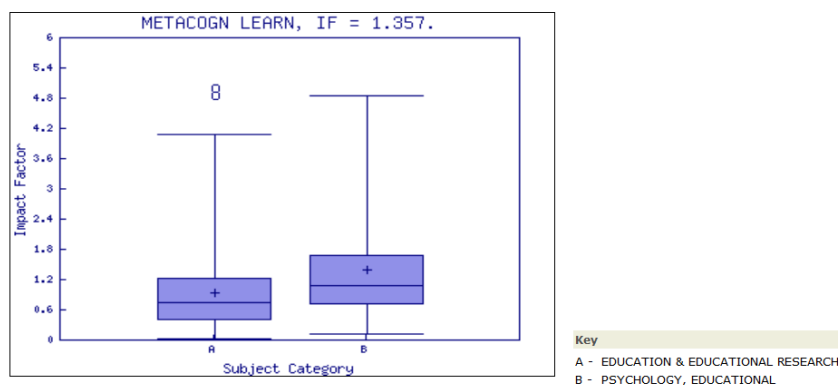 METACOGN LEARN, IF = 1.357.
6
5.4
4.8
4.2
3.6
3
2.4
1.8
1.2
0.6
0
Impact Factor
8
A
B
Subject Category
Key
A - EDUCATION & EDUCATIONAL RESEARCH
B - PSYCHOLOGY, EDUCATIONAL